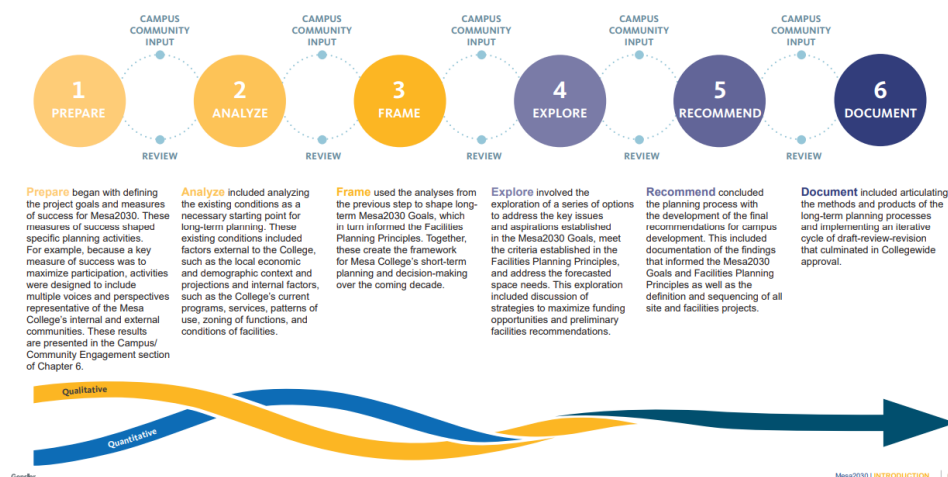 CAMPUS
COMMUNITY
INPUT
CAMPUS
COMMUNITY
INPUT
CAMPUS
COMMUNITY
INPUT
CAMPUS
COMMUNITY
INPUT
CAMPUS
COMMUNITY
INPUT
1
PREPARE
2
ANALYZE
3
FRAME
4
EXPLORE
5
RECOMMEND
6
DOCUMENT
REVIEW
REVIEW
REVIEW
REVIEW
REVIEW
Prepare began with defining
the project goals and measures
of success for Mesa2030. These
measures of success shaped
specific planning activities.
For example, because a key
measure of success was to
maximize participation, activities
were designed to include
multiple voices and perspectives
representative of the Mesa
College's internal and external
communities. These results
are presented in the Campus/
Community Engagement section
of Chapter 6.
Analyze included analyzing
the existing conditions as a
necessary starting point for
long-term planning. These
existing conditions included
factors external to the College,
such as the local economic
and demographic context and
projections and internal factors,
such as the College's current
programs, services, patterns of
use, zoning of functions, and
conditions of facilities.
Frame used the analyses from
the previous step to shape long-
term Mesa2030 Goals, which
in turn informed the Facilities
Planning Principles. Together,
these create the framework
for Mesa College's short-term
planning and decision-making
over the coming decade.
Explore involved the
exploration of a series of options
to address the key issues
and aspirations established
in the Mesa2030 Goals, meet
the criteria established in the
Facilities Planning Principles,
and address the forecasted
space needs. This exploration
included discussion of
strategies to maximize funding
opportunities and preliminary
facilities recommendations.
Recommend concluded
the planning process with
the development of the final
recommendations for campus
development. This included
documentation of the findings
that informed the Mesa2030
Goals and Facilities Planning
Principles as well as the
definition and sequencing of all
site and facilities projects.
Document included articulating
the methods and products of the
long-term planning processes
and implementing an iterative
cycle of draft-review-revision
that culminated in Collegewide
approval.
Qualitative
Quantitative
Mesa2030 | INTRODUCTION